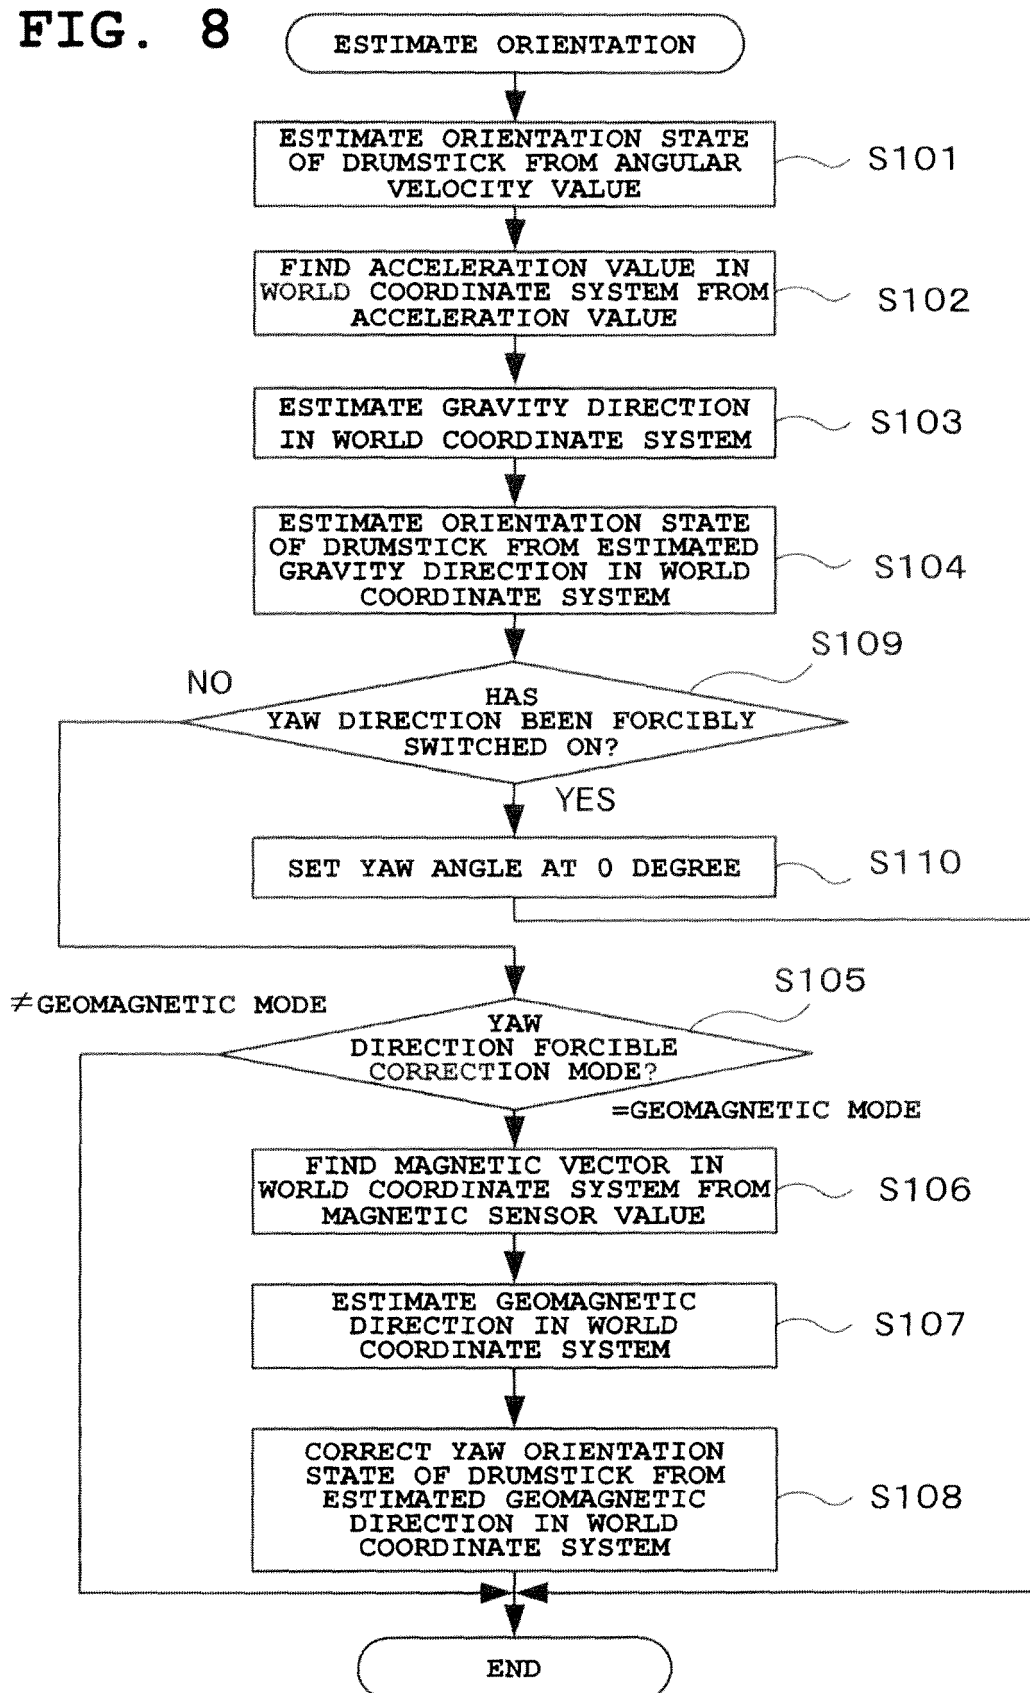 FIG. 8
ESTIMATE ORIENTATION
ESTIMATE ORIENTATION STATE
OF DRUMSTICK FROM ANGULAR
VELOCITY VALUE
S101
FIND ACCELERATION VALUE IN
WORLD COORDINATE SYSTEM FROM
ACCELERATION VALUE
S102
ESTIMATE GRAVITY DIRECTION
IN WORLD COORDINATE SYSTEM
S103
ESTIMATE ORIENTATION STATE
OF DRUMSTICK FROM ESTIMATED
GRAVITY DIRECTION IN WORLD
COORDINATE SYSTEM
S104
S109
NO
HAS
YAW DIRECTION BEEN FORCIBLY
SWITCHED ON?
YES
SET YAW ANGLE AT 0 DEGREE
S110
S105
≠GEOMAGNETIC MODE
YAW
DIRECTION FORCIBLE
CORRECTION MODE?
=GEOMAGNETIC MODE
FIND MAGNETIC VECTOR IN
WORLD COORDINATE SYSTEM FROM
MAGNETIC SENSOR VALUE
S106
ESTIMATE GEOMAGNETIC
DIRECTION IN WORLD
COORDINATE SYSTEM
S107
CORRECT YAW ORIENTATION
STATE OF DRUMSTICK FROM
ESTIMATED GEOMAGNETIC
DIRECTION IN WORLD
COORDINATE SYSTEM
S108
END